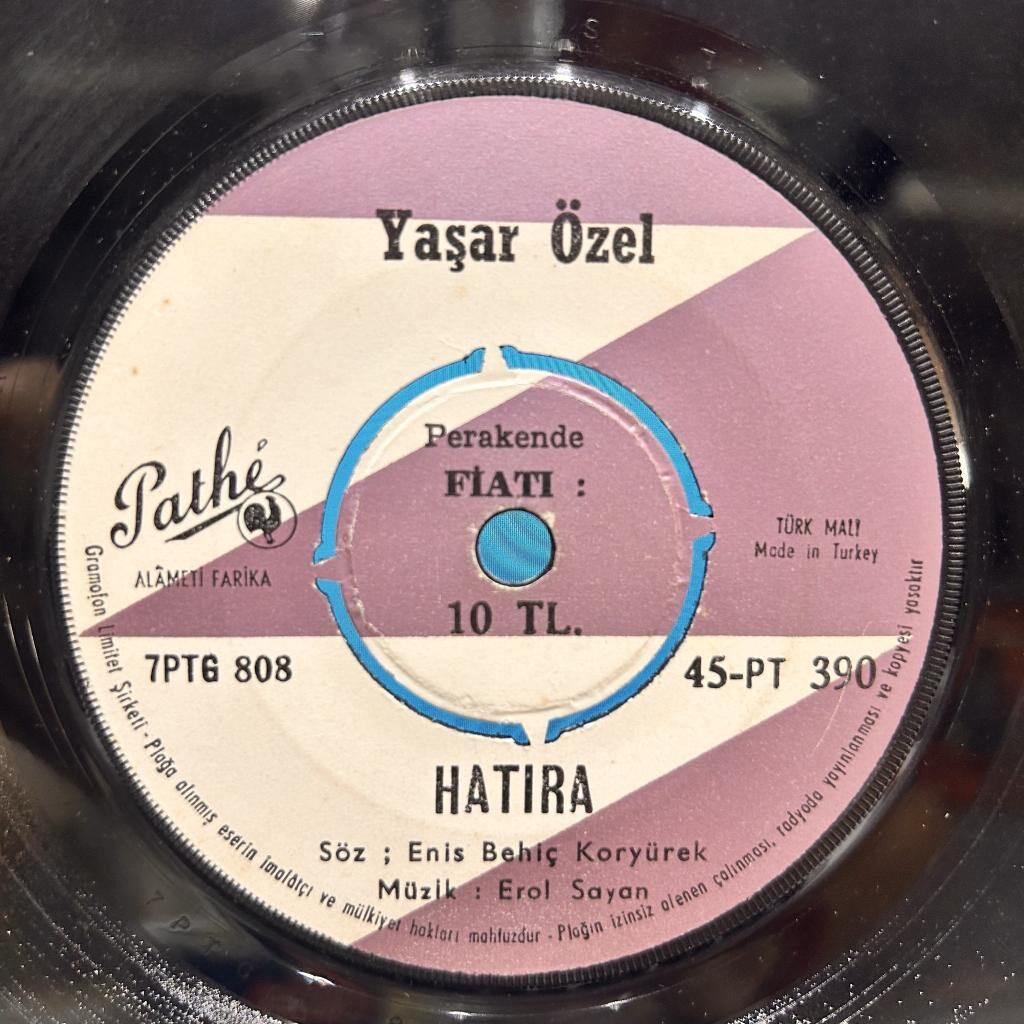 Yaşar Özel
Perakende
FİATI :
10 TL.
Pathé
ALÂMETİ FARİKA
TÜRK MALI
Made in Turkey
7PTG 808
45-PT 390
HATIRA
Söz ; Enis Behiç Koryürek
Müzik : Erol Sayan
Gramofon Limitet Şirketi - Plağa alınmış eserin imalâtçı ve mülkiyet hakları mahfuzdur - Plağın izinsiz alenen çalınması, radyoda yayınlanması ve kopyesi yasaktır